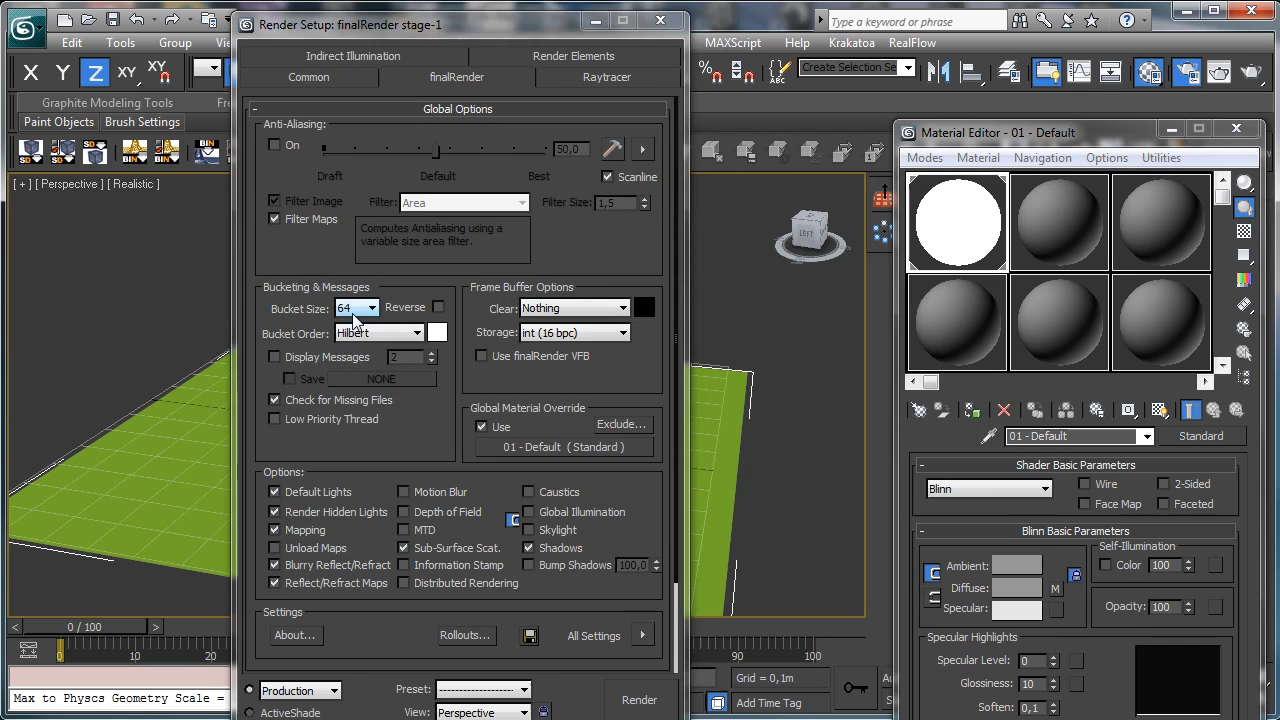 Render Setup: finalRender stage-1
Type a keyword or phrase
Edit Tools Group
MAXScript Help Krakatoa RealFlow
Indirect Illumination Render Elements
Common finalRender Raytracer
X Y Z XY XY
Create Selection Se
ABC
Graphite Modeling Tools Fre
Paint Objects Brush Settings
SD BIN BIN BIN
[ + ] [ Perspective ] [ Realistic ]
LEFT
- Global Options
Anti-Aliasing:
On 50,0
Draft Default Best Scanline
Filter Image Filter: Area Filter Size: 1,5
Filter Maps
Computes Antialiasing using a
variable size area filter.
Bucketing & Messages
Bucket Size: 64 Reverse
Bucket Order: Hilbert
Display Messages 2
Save NONE
Check for Missing Files
Low Priority Thread
Frame Buffer Options
Clear: Nothing
Storage: int (16 bpc)
Use finalRender VFB
Global Material Override
Use Exclude...
01 - Default ( Standard )
Options:
Default Lights Motion Blur Caustics
Render Hidden Lights Depth of Field Global Illumination
Mapping MTD Skylight
Unload Maps Sub-Surface Scat. Shadows
Blurry Reflect/Refract Information Stamp Bump Shadows 100,0
Reflect/Refract Maps Distributed Rendering
Settings
About... Rollouts... All Settings
Production Preset: --------------------
ActiveShade View: Perspective
Render
< 0 / 100 >
0 10 20 90 100
Max to Physcs Geometry Scale =
Grid = 0,1m
Add Time Tag
Material Editor - 01 - Default
Modes Material Navigation Options Utilities
01 - Default Standard
- Shader Basic Parameters
Blinn Wire 2-Sided
Face Map Faceted
- Blinn Basic Parameters
Self-Illumination
Ambient: Color 100
Diffuse: M
Specular: Opacity: 100
Specular Highlights
Specular Level: 0
Glossiness: 10
Soften: 0,1